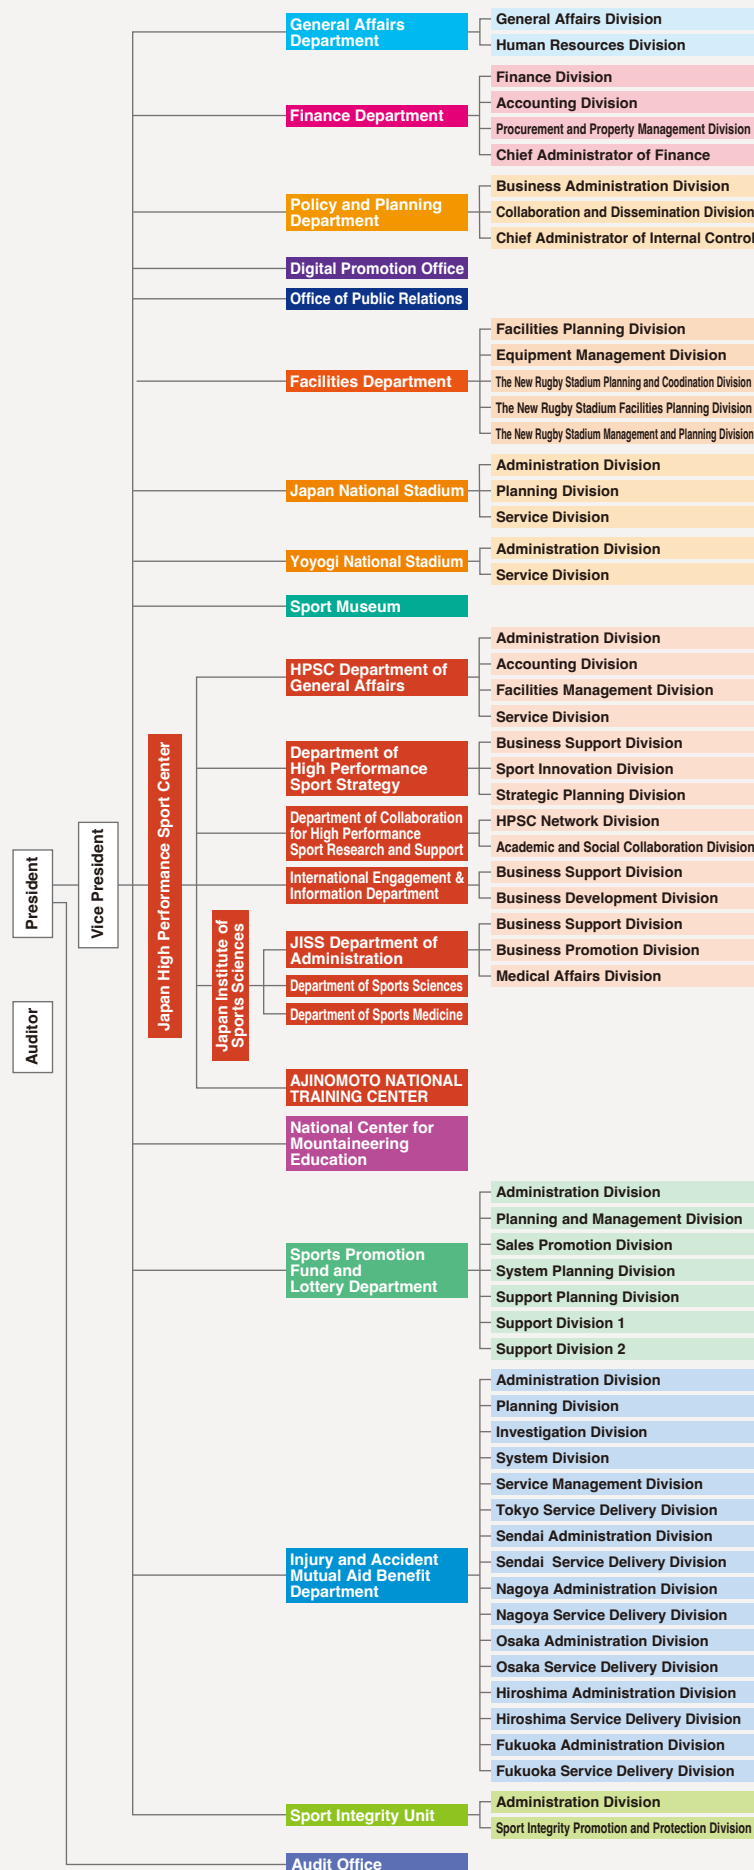 General Affairs
Department
General Affairs Division
Human Resources Division
Finance Department
Finance Division
Accounting Division
Procurement and Property Management Division
Chief Administrator of Finance
Policy and Planning
Department
Business Administration Division
Collaboration and Dissemination Division
Chief Administrator of Internal Control
Digital Promotion Office
Office of Public Relations
Facilities Department
Facilities Planning Division
Equipment Management Division
The New Rugby Stadium Planning and Coodination Division
The New Rugby Stadium Facilities Planning Division
The New Rugby Stadium Management and Planning Division
Japan National Stadium
Administration Division
Planning Division
Service Division
Yoyogi National Stadium
Administration Division
Service Division
Sport Museum
President
Vice President
Auditor
Japan High Performance Sport Center
HPSC Department of
General Affairs
Administration Division
Accounting Division
Facilities Management Division
Service Division
Department of
High Performance
Sport Strategy
Business Support Division
Sport Innovation Division
Strategic Planning Division
Department of Collaboration
for High Performance
Sport Research and Support
HPSC Network Division
Academic and Social Collaboration Division
International Engagement &
Information Department
Business Support Division
Business Development Division
Japan Institute of
Sports Sciences
JISS Department of
Administration
Business Support Division
Business Promotion Division
Medical Affairs Division
Department of Sports Sciences
Department of Sports Medicine
AJINOMOTO NATIONAL
TRAINING CENTER
National Center for
Mountaineering
Education
Sports Promotion
Fund and
Lottery Department
Administration Division
Planning and Management Division
Sales Promotion Division
System Planning Division
Support Planning Division
Support Division 1
Support Division 2
Injury and Accident
Mutual Aid Benefit
Department
Administration Division
Planning Division
Investigation Division
System Division
Service Management Division
Tokyo Service Delivery Division
Sendai Administration Division
Sendai Service Delivery Division
Nagoya Administration Division
Nagoya Service Delivery Division
Osaka Administration Division
Osaka Service Delivery Division
Hiroshima Administration Division
Hiroshima Service Delivery Division
Fukuoka Administration Division
Fukuoka Service Delivery Division
Sport Integrity Unit
Administration Division
Sport Integrity Promotion and Protection Division
Audit Office